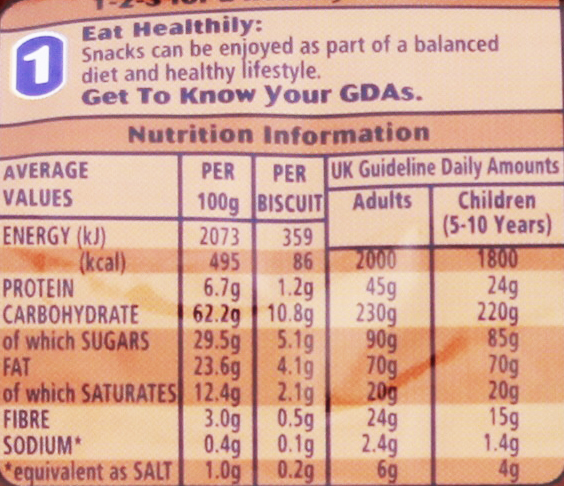 1
Eat Healthily:
Snacks can be enjoyed as part of a balanced
diet and healthy lifestyle.
Get To Know Your GDAs.
Nutrition Information
AVERAGE VALUES PER 100g PER BISCUIT UK Guideline Daily Amounts
Adults Children (5-10 Years)
ENERGY (kJ) 2073 359
(kcal) 495 86 2000 1800
PROTEIN 6.7g 1.2g 45g 24g
CARBOHYDRATE 62.2g 10.8g 230g 220g
of which SUGARS 29.5g 5.1g 90g 85g
FAT 23.6g 4.1g 70g 70g
of which SATURATES 12.4g 2.1g 20g 20g
FIBRE 3.0g 0.5g 24g 15g
SODIUM* 0.4g 0.1g 2.4g 1.4g
*equivalent as SALT 1.0g 0.2g 6g 4g